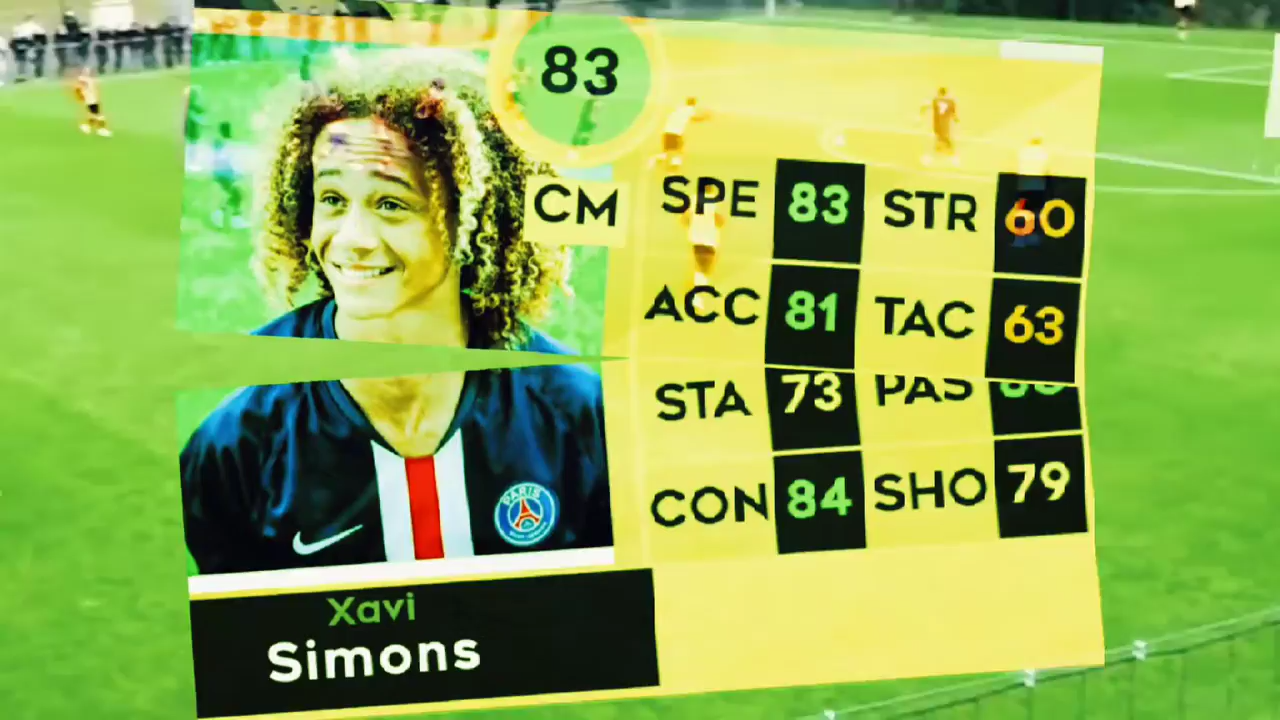 83
CM
SPE 83 STR 60
ACC 81 TAC 63
STA 73 PAS
CON 84 SHO 79
PARIS
Xavi
Simons